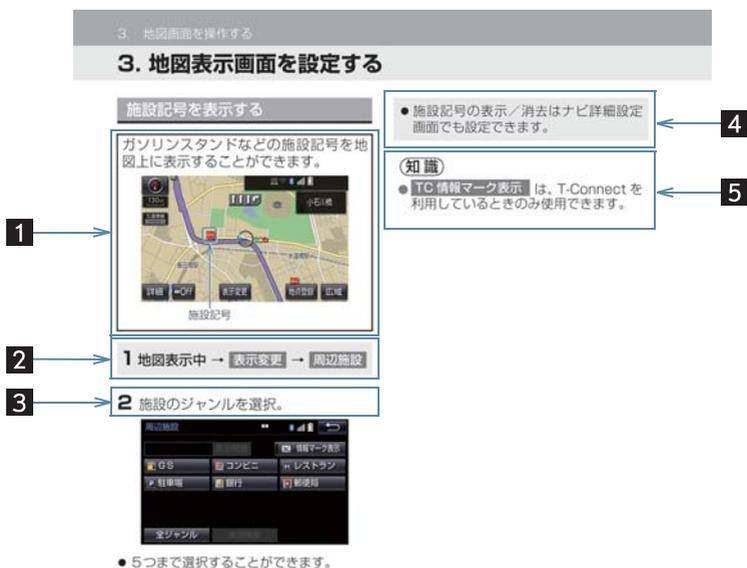 3. 地図画面を操作する
3. 地図表示画面を設定する
施設記号を表示する
ガソリンスタンドなどの施設記号を地
図上に表示することができます。
小石川橋
詳細
Off
表示変更
地点登録
広域
施設記号
1 地図表示中 → 表示変更 → 周辺施設
2 施設のジャンルを選択。
周辺施設
情報マーク表示
GS
コンビニ
レストラン
駐車場
銀行
郵便局
全ジャンル
● 5つまで選択することができます。
● 施設記号の表示／消去はナビ詳細設定
画面でも設定できます。
知識
● TC 情報マーク表示 は、T-Connect を
利用しているときのみ使用できます。
1
2
3
4
5